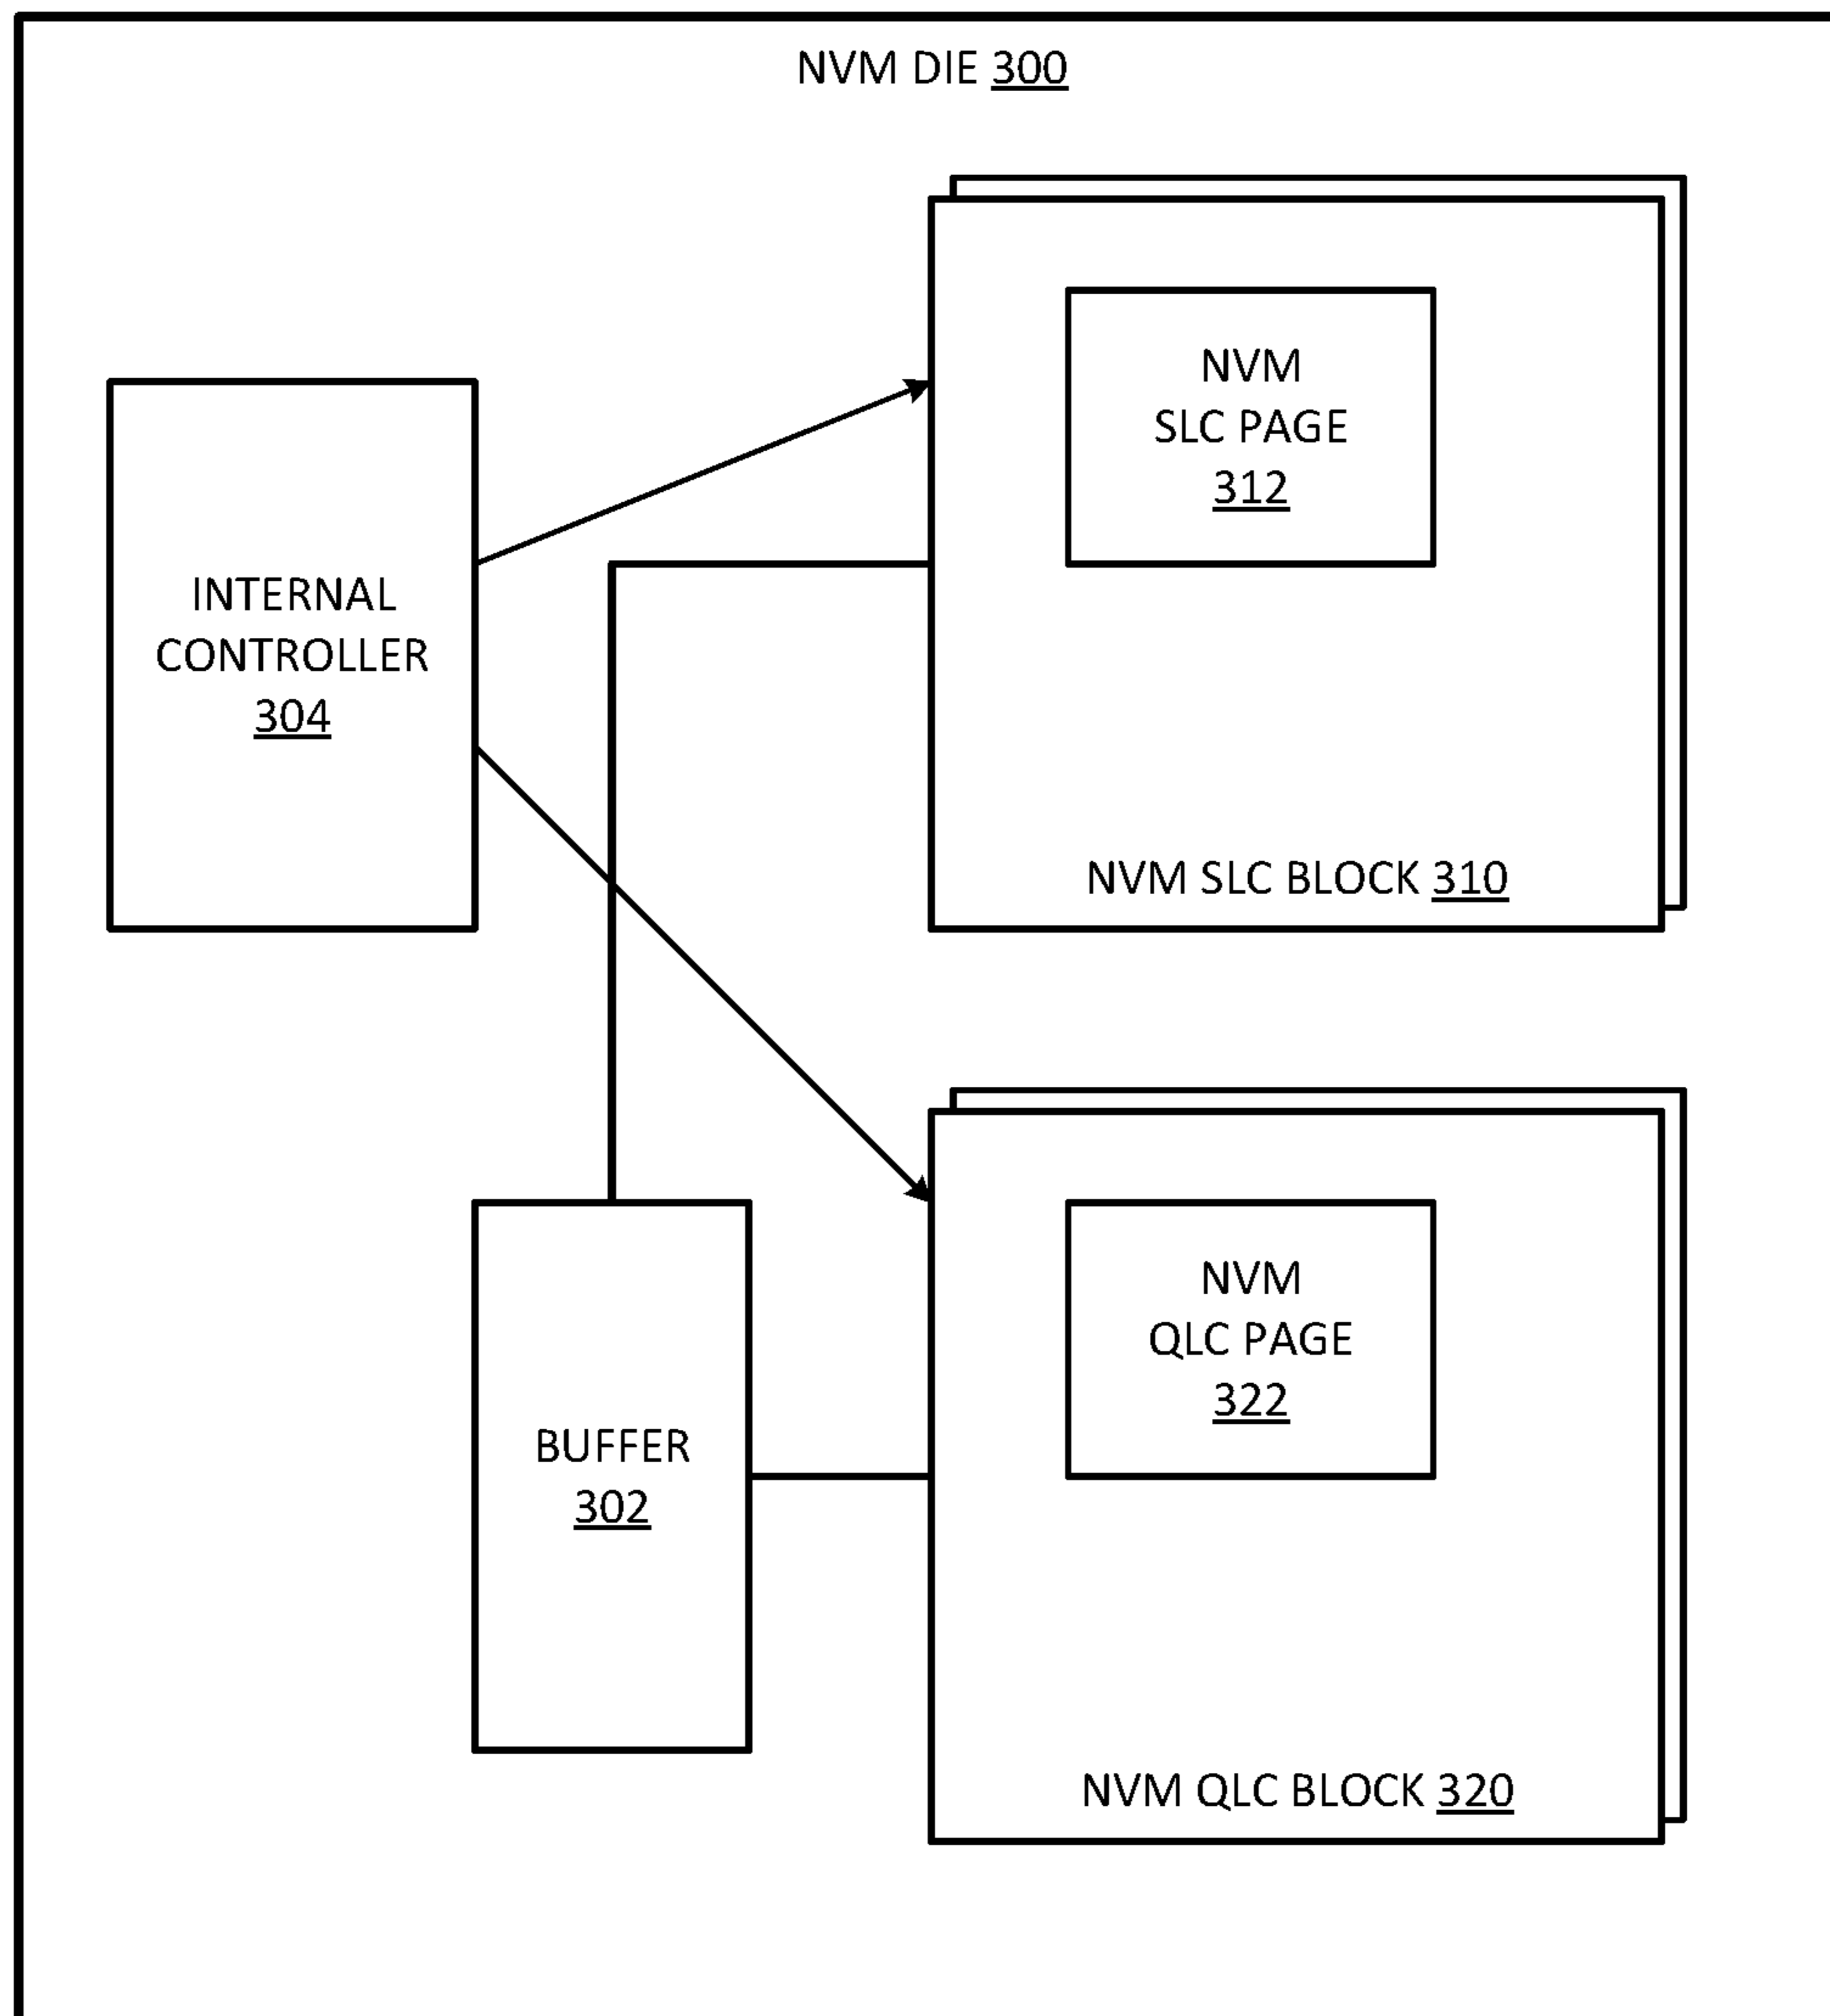 NVM DIE 300
NVM
SLC PAGE
312
INTERNAL
CONTROLLER
304
NVM SLC BLOCK 310
NVM
QLC PAGE
322
BUFFER
302
NVM QLC BLOCK 320